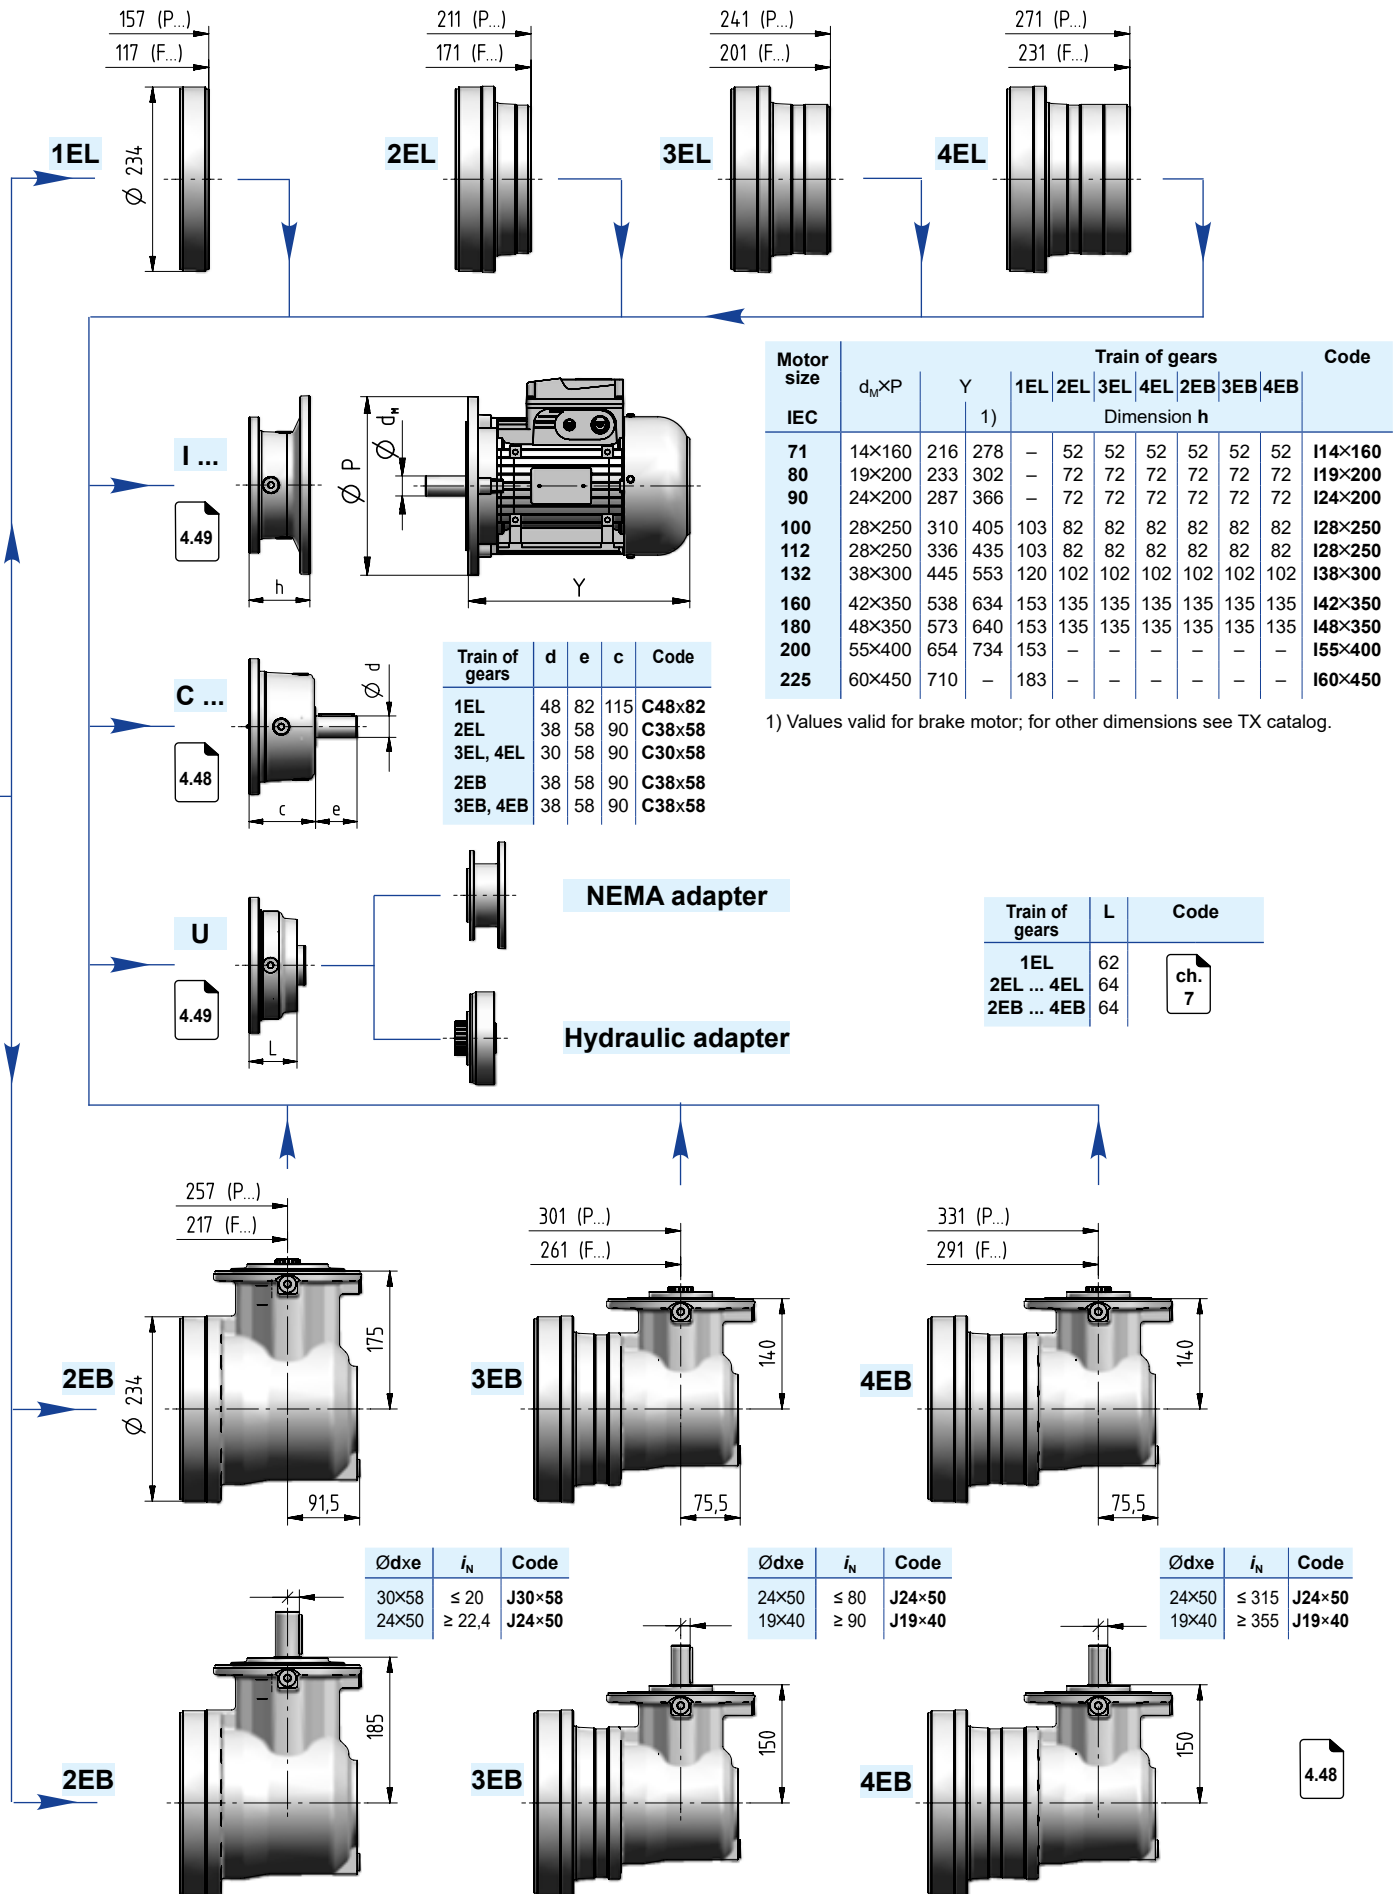 157 (P...)
117 (F...)
211 (P...)
171 (F...)
241 (P...)
201 (F...)
271 (P...)
231 (F...)
1EL
Ø 234
2EL
3EL
4EL
Motor size Train of gears Code
d_M×P Y 1EL 2EL 3EL 4EL 2EB 3EB 4EB
IEC 1) Dimension h
71 14×160 216 278 – 52 52 52 52 52 52 I14×160
80 19×200 233 302 – 72 72 72 72 72 72 I19×200
90 24×200 287 366 – 72 72 72 72 72 72 I24×200
100 28×250 310 405 103 82 82 82 82 82 82 I28×250
112 28×250 336 435 103 82 82 82 82 82 82 I28×250
132 38×300 445 553 120 102 102 102 102 102 102 I38×300
160 42×350 538 634 153 135 135 135 135 135 135 I42×350
180 48×350 573 640 153 135 135 135 135 135 135 I48×350
200 55×400 654 734 153 – – – – – – I55×400
225 60×450 710 – 183 – – – – – – I60×450
1) Values valid for brake motor; for other dimensions see TX catalog.
I ...
4.49
h
Ø P
Ø d_M
Y
C ...
4.48
c
e
Ø d
Train of gears d e c Code
1EL 48 82 115 C48x82
2EL 38 58 90 C38x58
3EL, 4EL 30 58 90 C30x58
2EB 38 58 90 C38x58
3EB, 4EB 38 58 90 C38x58
U
4.49
L
NEMA adapter
Hydraulic adapter
Train of gears L Code
1EL 62
2EL ... 4EL 64
2EB ... 4EB 64
ch. 7
257 (P...)
217 (F...)
301 (P...)
261 (F...)
331 (P...)
291 (F...)
2EB
Ø 234
175
91,5
3EB
140
75,5
4EB
140
75,5
Ødxe i_N Code
30×58 ≤ 20 J30×58
24×50 ≥ 22,4 J24×50
Ødxe i_N Code
24×50 ≤ 80 J24×50
19×40 ≥ 90 J19×40
Ødxe i_N Code
24×50 ≤ 315 J24×50
19×40 ≥ 355 J19×40
2EB
185
3EB
150
4EB
150
4.48